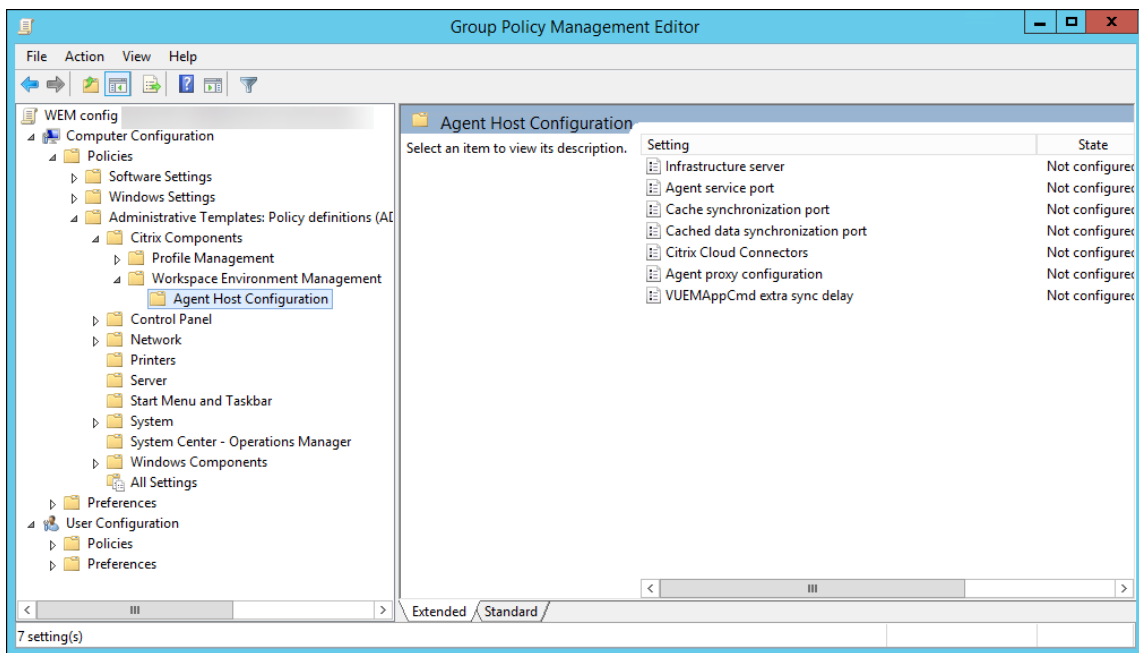 Group Policy Management Editor
File Action View Help
WEM config
Computer Configuration
Policies
Software Settings
Windows Settings
Administrative Templates: Policy definitions (AD
Citrix Components
Profile Management
Workspace Environment Management
Agent Host Configuration
Control Panel
Network
Printers
Server
Start Menu and Taskbar
System
System Center - Operations Manager
Windows Components
All Settings
Preferences
User Configuration
Policies
Preferences
Agent Host Configuration
Select an item to view its description.
Setting State
Infrastructure server Not configured
Agent service port Not configured
Cache synchronization port Not configured
Cached data synchronization port Not configured
Citrix Cloud Connectors Not configured
Agent proxy configuration Not configured
VUEMAppCmd extra sync delay Not configured
Extended Standard
7 setting(s)